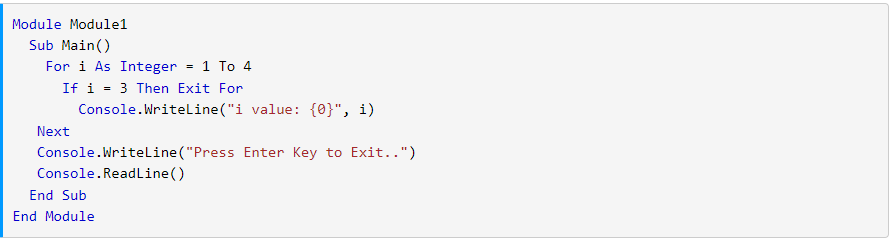 Module Module1
Sub Main()
For i As Integer = 1 To 4
If i = 3 Then Exit For
Console.WriteLine("i value: {0}", i)
Next
Console.WriteLine("Press Enter Key to Exit..")
Console.ReadLine()
End Sub
End Module